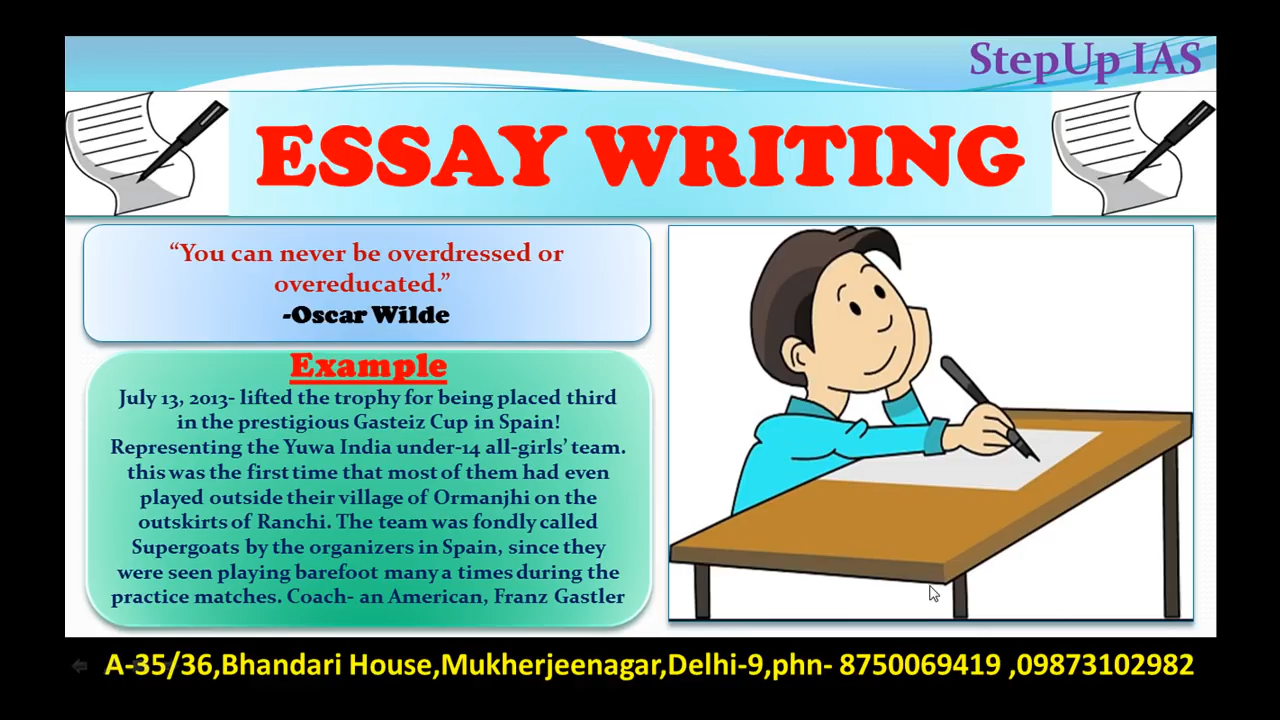 StepUp IAS
ESSAY WRITING
“You can never be overdressed or
overeducated.”
-Oscar Wilde
Example
July 13, 2013- lifted the trophy for being placed third
in the prestigious Gasteiz Cup in Spain!
Representing the Yuwa India under-14 all-girls’ team.
this was the first time that most of them had even
played outside their village of Ormanjhi on the
outskirts of Ranchi. The team was fondly called
Supergoats by the organizers in Spain, since they
were seen playing barefoot many a times during the
practice matches. Coach- an American, Franz Gastler
A-35/36,Bhandari House,Mukherjeenagar,Delhi-9,phn- 8750069419 ,09873102982